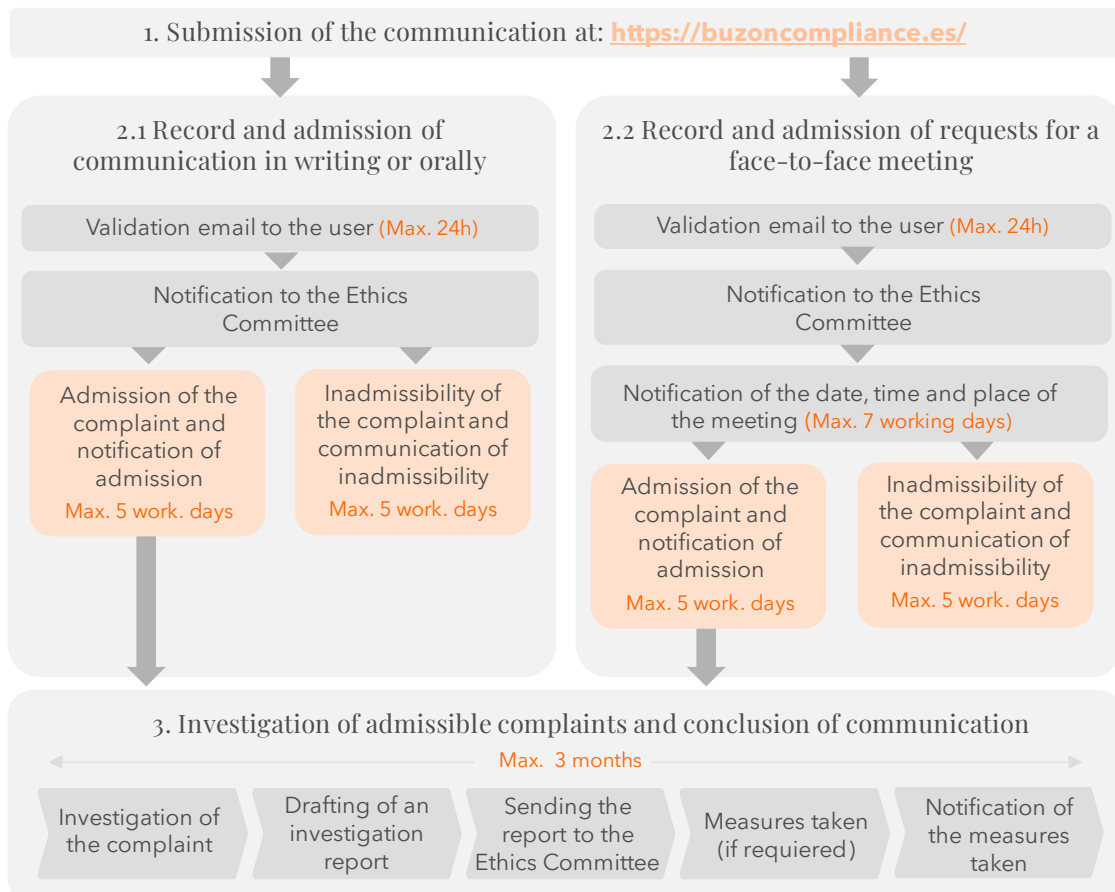 1. Submission of the communication at: https://buzoncompliance.es/
2.1 Record and admission of
communication in writing or orally
Validation email to the user (Max. 24h)
Notification to the Ethics
Committee
Admission of the
complaint and
notification of
admission
Max. 5 work. days
Inadmissibility of
the complaint and
communication of
inadmissibility
Max. 5 work. days
2.2 Record and admission of requests for a
face-to-face meeting
Validation email to the user (Max. 24h)
Notification to the Ethics
Committee
Notification of the date, time and place of
the meeting (Max. 7 working days)
Admission of the
complaint and
notification of
admission
Max. 5 work. days
Inadmissibility of
the complaint and
communication of
inadmissibility
Max. 5 work. days
3. Investigation of admissible complaints and conclusion of communication
Max. 3 months
Investigation of
the complaint
Drafting of an
investigation
report
Sending the
report to the
Ethics Committee
Measures taken
(if requiered)
Notification of
the measures
taken